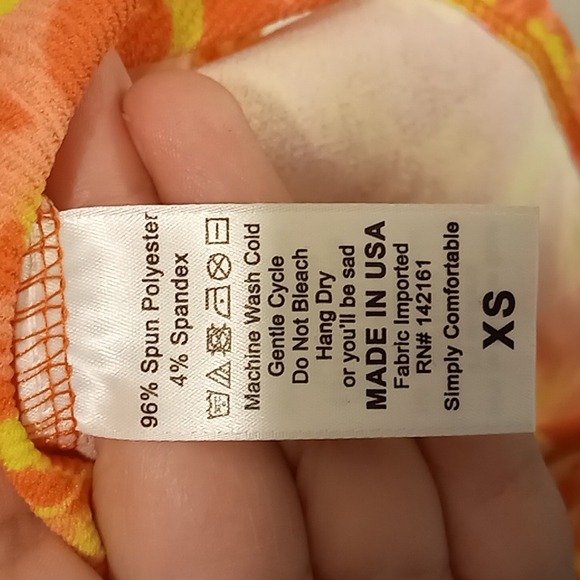 96% Spun Polyester
4% Spandex
Machine Wash Cold
Gentle Cycle
Do Not Bleach
Hang Dry
or you'll be sad
MADE IN USA
Fabric Imported
RN# 142161
Simply Comfortable
XS